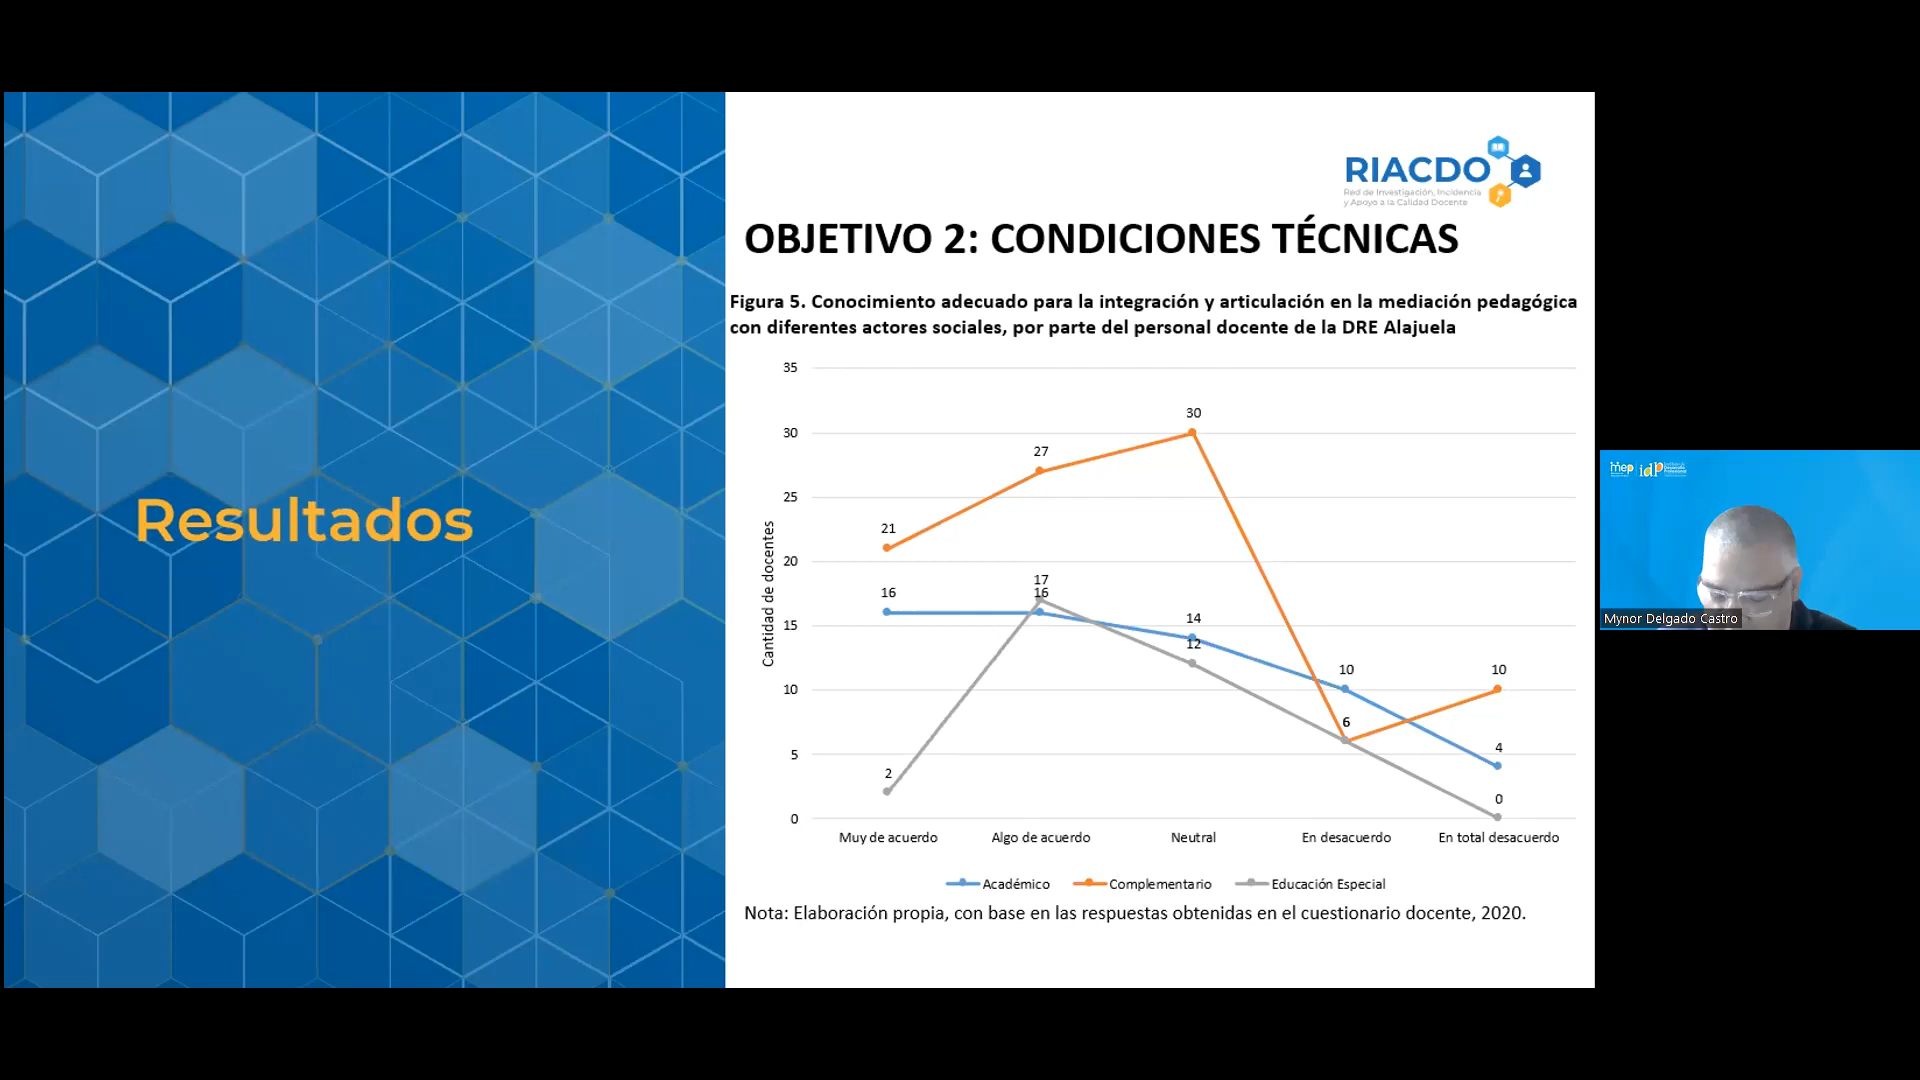 Resultados
RIACDO
Red de Investigación, Incidencia
y Apoyo a la Calidad Docente
OBJETIVO 2: CONDICIONES TÉCNICAS
Figura 5. Conocimiento adecuado para la integración y articulación en la mediación pedagógica
con diferentes actores sociales, por parte del personal docente de la DRE Alajuela
Cantidad de docentes
35
30
25
20
15
10
5
0
21
27
30
6
10
16
16
14
10
4
2
17
12
0
Muy de acuerdo
Algo de acuerdo
Neutral
En desacuerdo
En total desacuerdo
Académico
Complementario
Educación Especial
Nota: Elaboración propia, con base en las respuestas obtenidas en el cuestionario docente, 2020.
mep
idp
Mynor Delgado Castro